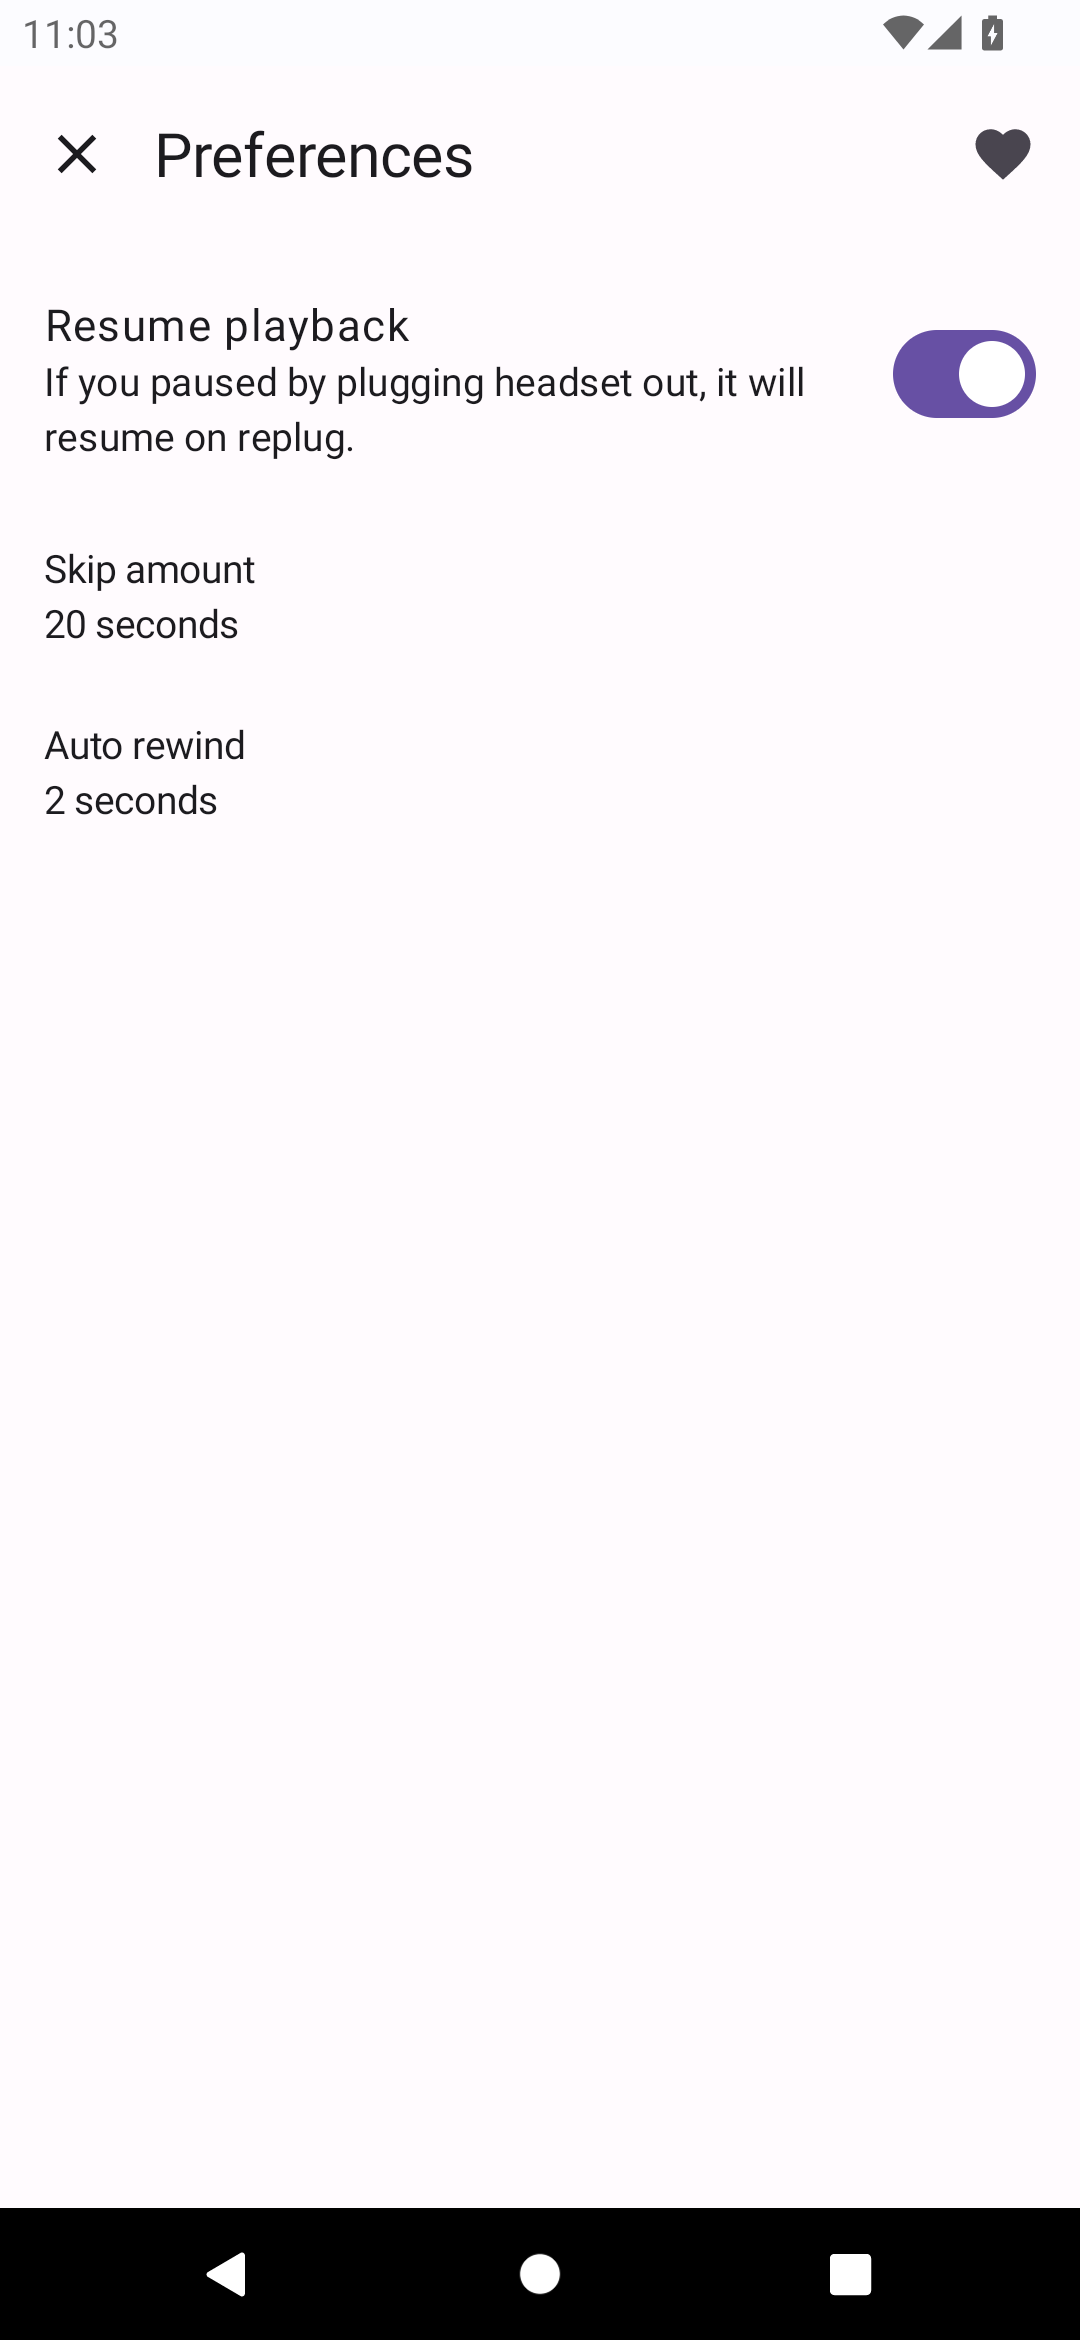 11:03
Preferences
Resume playback
If you paused by plugging headset out, it will
resume on replug.
Skip amount
20 seconds
Auto rewind
2 seconds